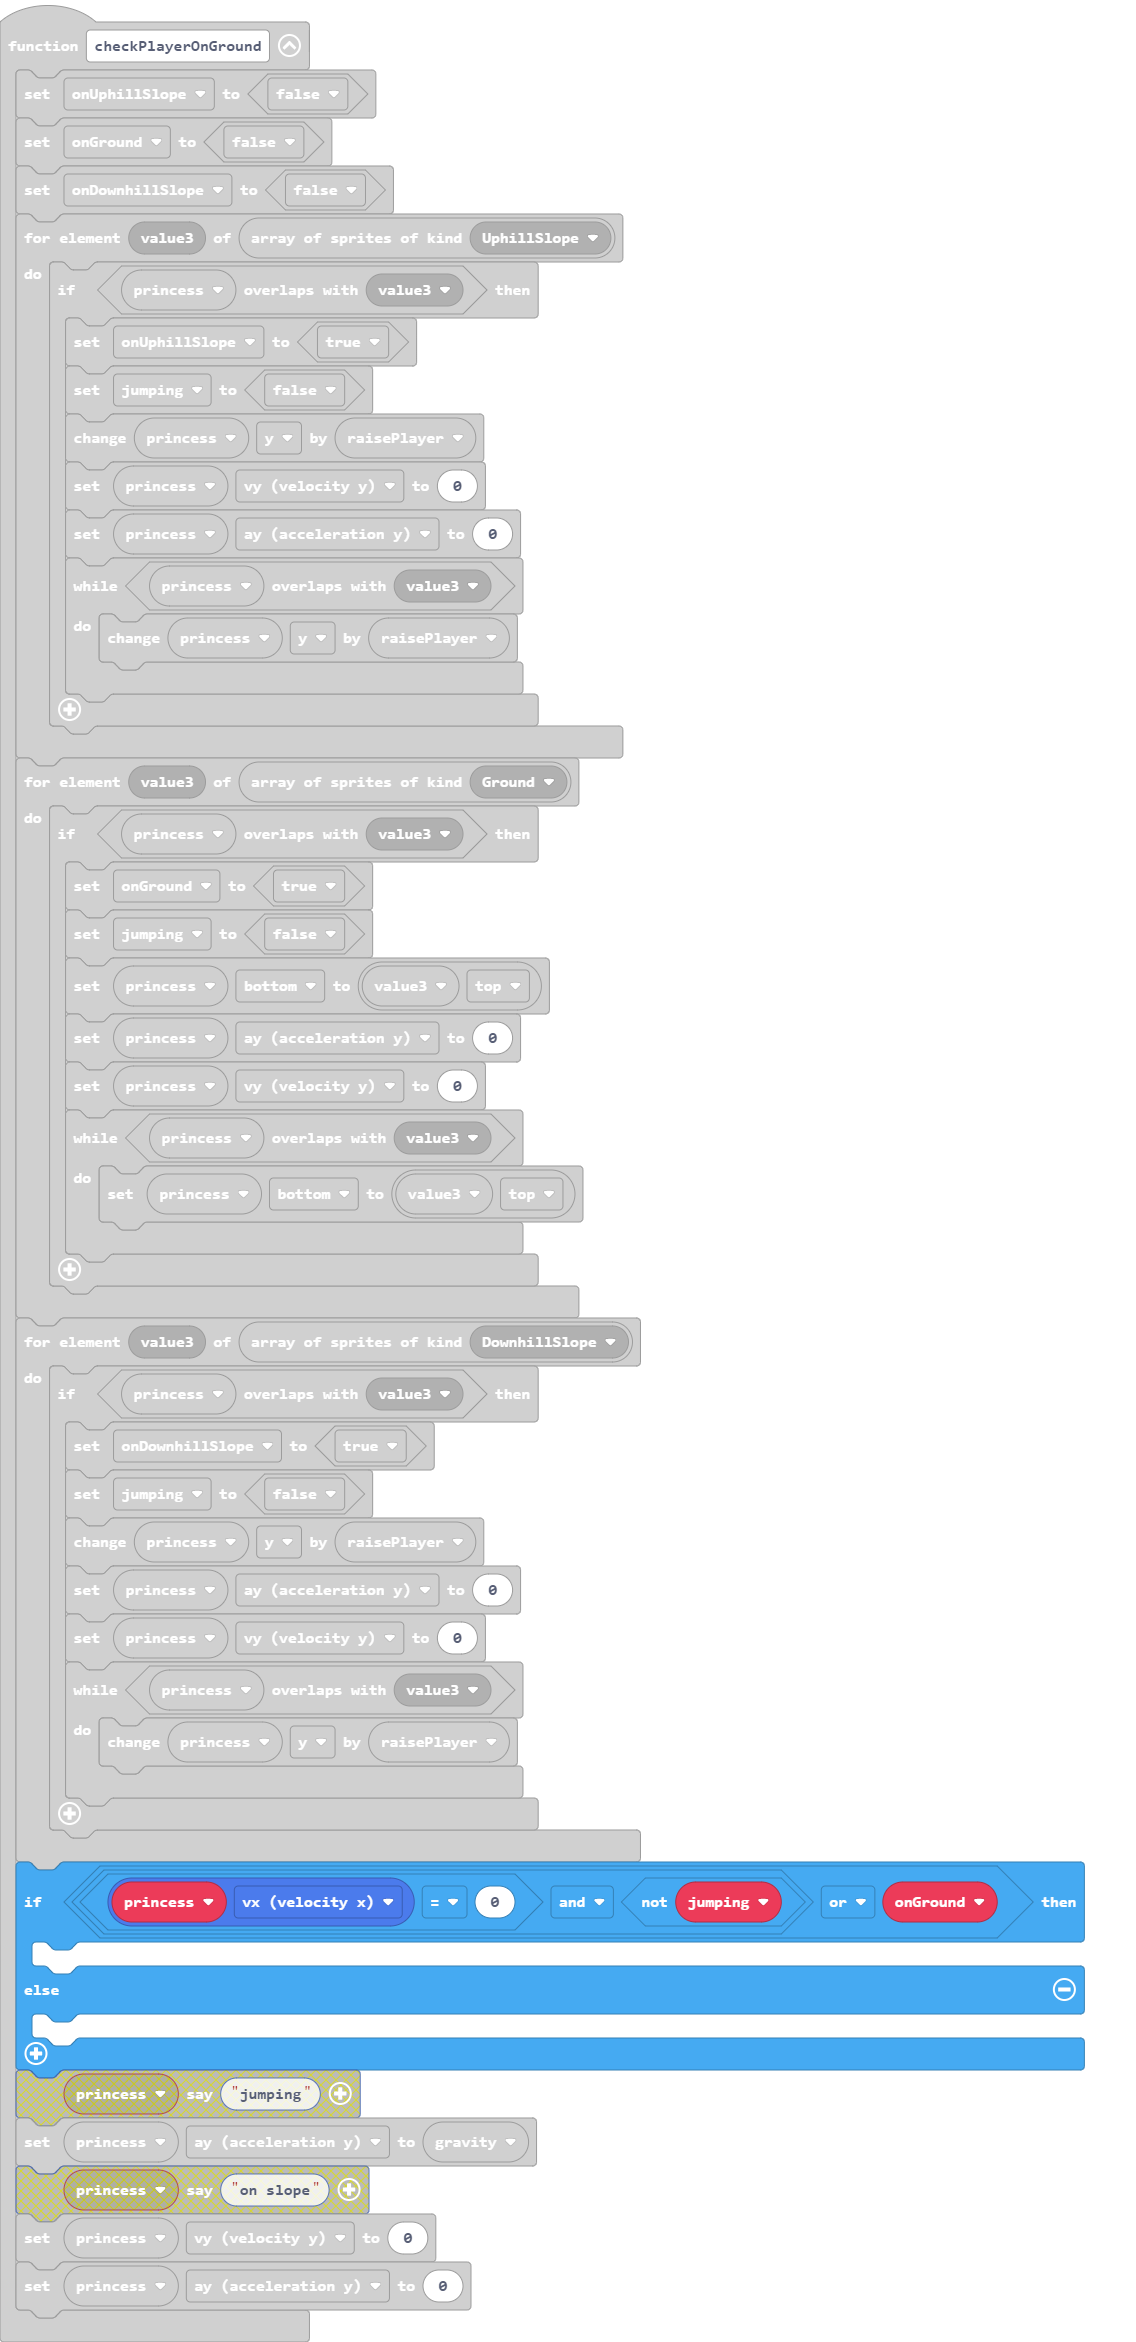 function checkPlayerOnGround
set onUphillSlope to false
set onGround to false
set onDownhillSlope to false
for element value3 of array of sprites of kind UphillSlope
do
if princess overlaps with value3 then
set onUphillSlope to true
set jumping to false
change princess y by raisePlayer
set princess vy (velocity y) to 0
set princess ay (acceleration y) to 0
while princess overlaps with value3
do change princess y by raisePlayer
for element value3 of array of sprites of kind Ground
do
if princess overlaps with value3 then
set onGround to true
set jumping to false
set princess bottom to value3 top
set princess ay (acceleration y) to 0
set princess vy (velocity y) to 0
while princess overlaps with value3
do set princess bottom to value3 top
for element value3 of array of sprites of kind DownhillSlope
do
if princess overlaps with value3 then
set onDownhillSlope to true
set jumping to false
change princess y by raisePlayer
set princess ay (acceleration y) to 0
set princess vy (velocity y) to 0
while princess overlaps with value3
do change princess y by raisePlayer
if princess vx (velocity x) = 0 and not jumping or onGround then
else
princess say "jumping"
set princess ay (acceleration y) to gravity
princess say "on slope"
set princess vy (velocity y) to 0
set princess ay (acceleration y) to 0